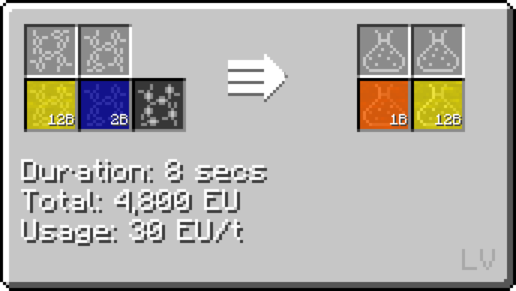 12B 2B 1B 12B
Duration: 8 secs
Total: 4,800 EU
Usage: 30 EU/t
LV